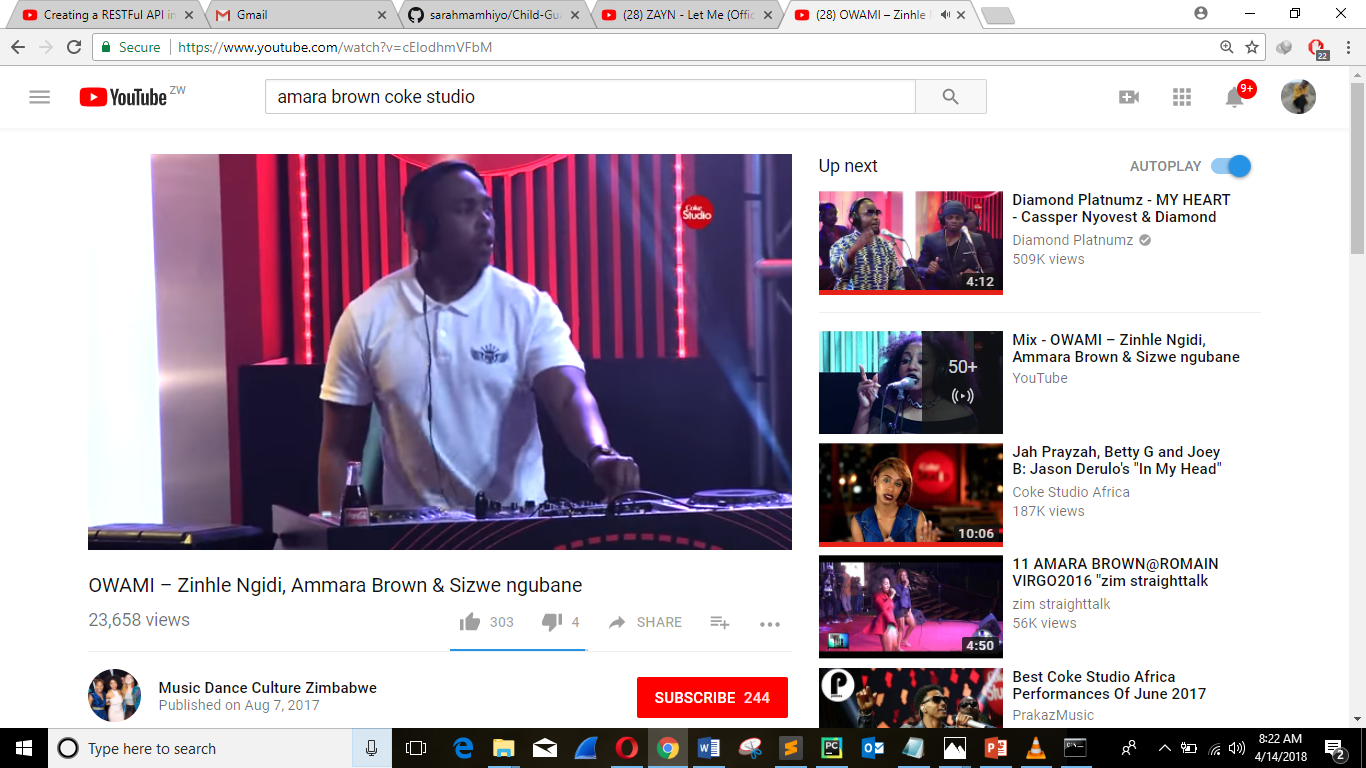 Creating a RESTFul API in
Gmail
sarahmamhiyo/Child-Gua
(28) ZAYN - Let Me (Offic
(28) OWAMI – Zinhle
Secure
https://www.youtube.com/watch?v=cEIodhmVFbM
22
YouTube ZW
amara brown coke studio
9+
Coke
Studio
OWAMI – Zinhle Ngidi, Ammara Brown & Sizwe ngubane
23,658 views
303
4
SHARE
Music Dance Culture Zimbabwe
Published on Aug 7, 2017
SUBSCRIBE 244
Up next
AUTOPLAY
4:12
Diamond Platnumz - MY HEART
- Cassper Nyovest & Diamond
Diamond Platnumz
509K views
50+
Mix - OWAMI – Zinhle Ngidi,
Ammara Brown & Sizwe ngubane
YouTube
10:06
Jah Prayzah, Betty G and Joey
B: Jason Derulo's "In My Head"
Coke Studio Africa
187K views
4:50
11 AMARA BROWN@ROMAIN
VIRGO2016 "zim straighttalk
zim straighttalk
56K views
Best Coke Studio Africa
Performances Of June 2017
PrakazMusic
Type here to search
8:22 AM
4/14/2018
2